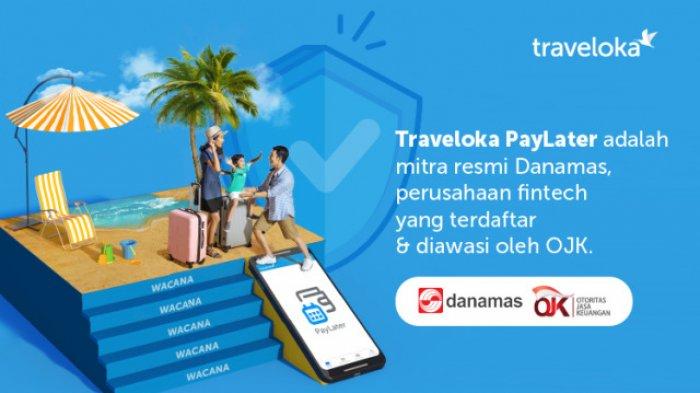 traveloka
Traveloka PayLater adalah
mitra resmi Danamas,
perusahaan fintech
yang terdaftar
& diawasi oleh OJK.
danamas
OJK
OTORITAS
JASA
KEUANGAN
WACANA
WACANA
WACANA
WACANA
WACANA
PayLater